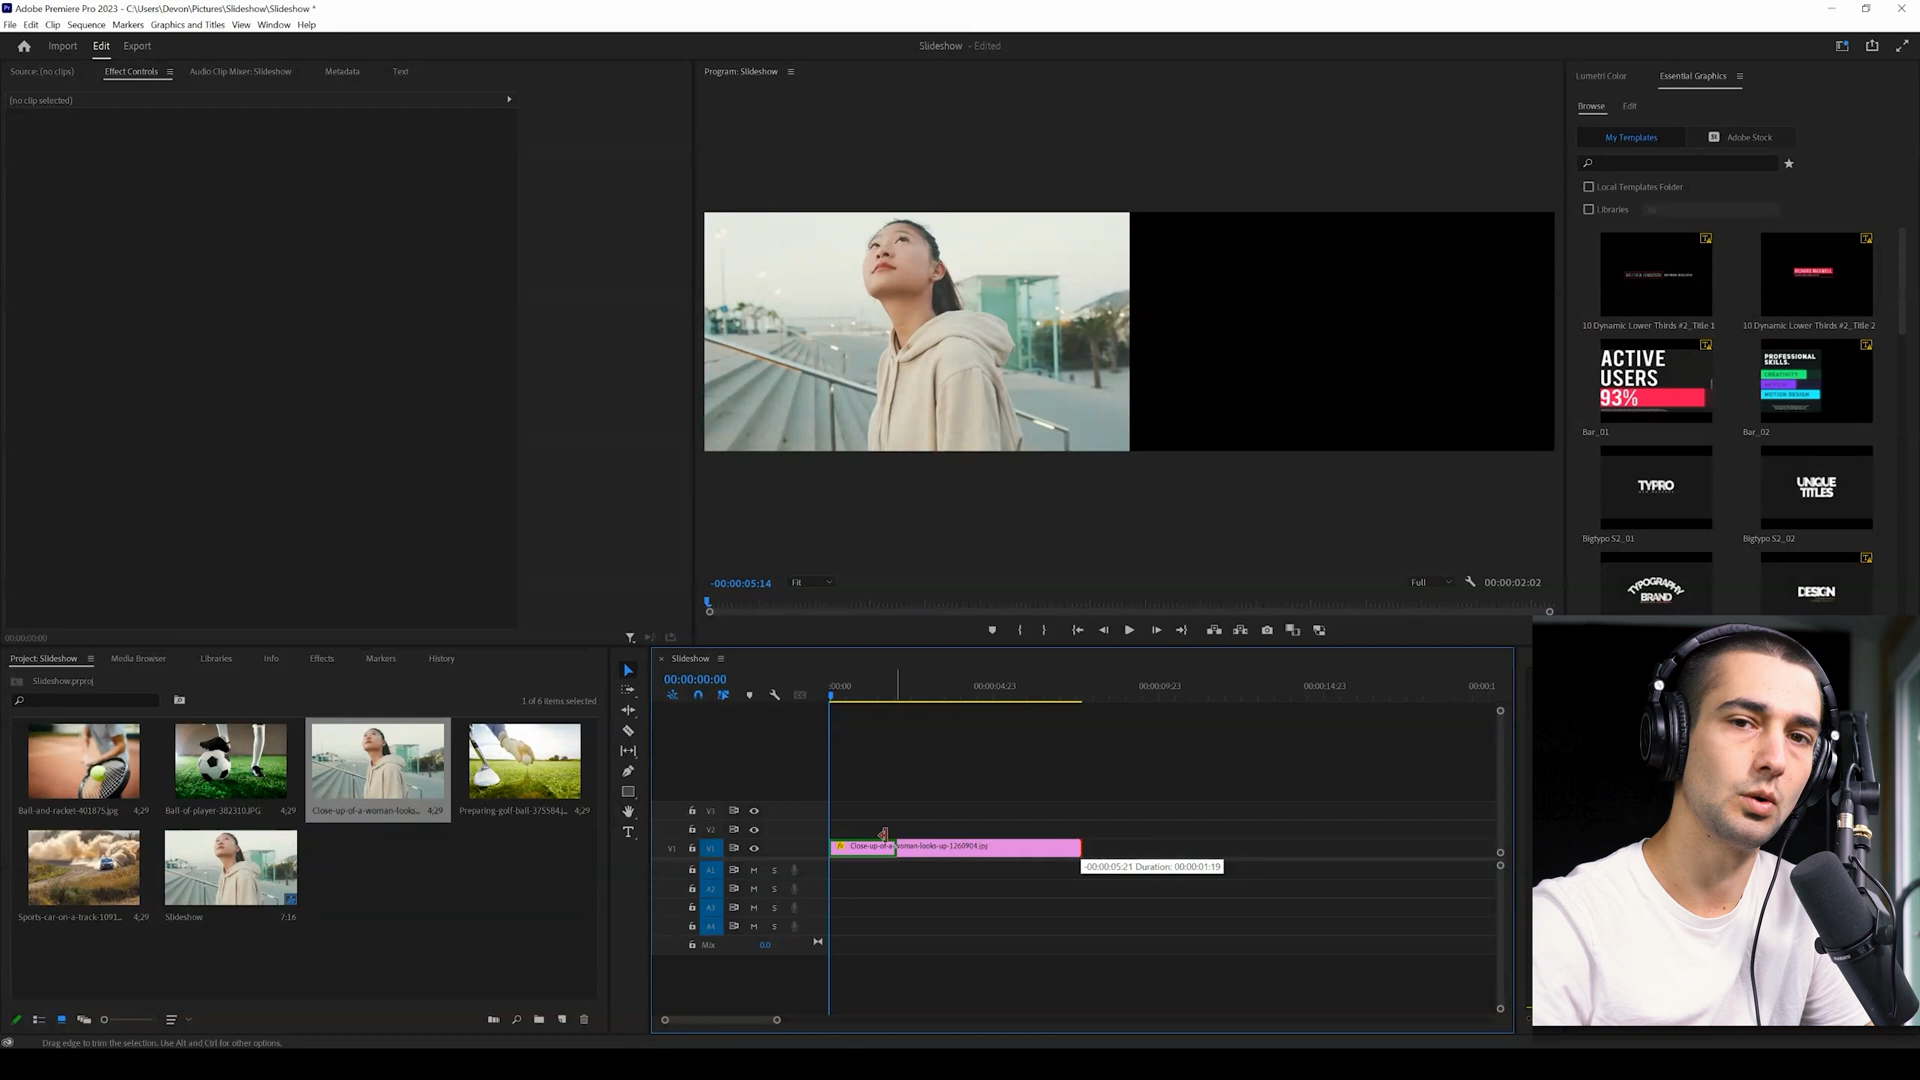 Adobe Premiere Pro 2023 - C:\Users\Devon\Pictures\Slideshow\Slideshow *
File Edit Clip Sequence Markers Graphics and Titles View Window Help
Import Edit Export
Slideshow - Edited
Source: (no clips) Effect Controls Audio Clip Mixer: Slideshow Metadata Text
(no clip selected)
00:00:00:00
Program: Slideshow
-00:00:05:14 Fit Full 00:00:02:02
Lumetri Color Essential Graphics
Browse Edit
My Templates St Adobe Stock
Local Templates Folder
Libraries All
10 Dynamic Lower Thirds #2_Title 1 10 Dynamic Lower Thirds #2_Title 2
ACTIVE
USERS
93%
PROFESSIONAL
SKILLS.
CREATIVITY
MOTION DESIGN
Bar_01 Bar_02
TYPRO
UNIQUE
TITLES
Bigtypo S2_01 Bigtypo S2_02
TYPOGRAPHY
BRAND
DESIGN
Project: Slideshow Media Browser Libraries Info Effects Markers History
Slideshow.prproj
1 of 6 items selected
Ball-and-racket-401875.jpg 4;29 Ball-of-player-382310.JPG 4;29 Close-up-of-a-woman-looks... 4;29 Preparing-golf-ball-375584.j... 4;29
Sports-car-on-a-track-1091... 4;29 Slideshow 7:16
Slideshow
00:00:00:00
:00:00 00:00:04:23 00:00:09:23 00:00:14:23 00:00:1
V3
V2
V1 V1
fx Close-up-of-a-woman-looks-up-1260904.jpg
-00:00:05:21 Duration: 00:00:01:19
A1 M S
A2 M S
A3 M S
A4 M S
Mix 0.0
Drag edge to trim the selection. Use Alt and Ctrl for other options.